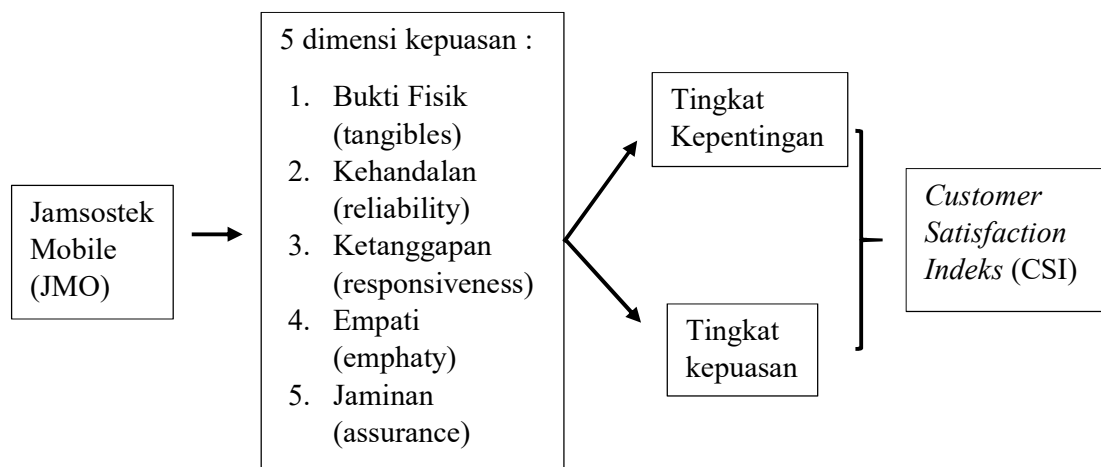 Jamsostek
Mobile
(JMO)
5 dimensi kepuasan :
1. Bukti Fisik
(tangibles)
2. Kehandalan
(reliability)
3. Ketanggapan
(responsiveness)
4. Empati
(emphaty)
5. Jaminan
(assurance)
Tingkat
Kepentingan
Tingkat
kepuasan
Customer
Satisfaction
Indeks (CSI)